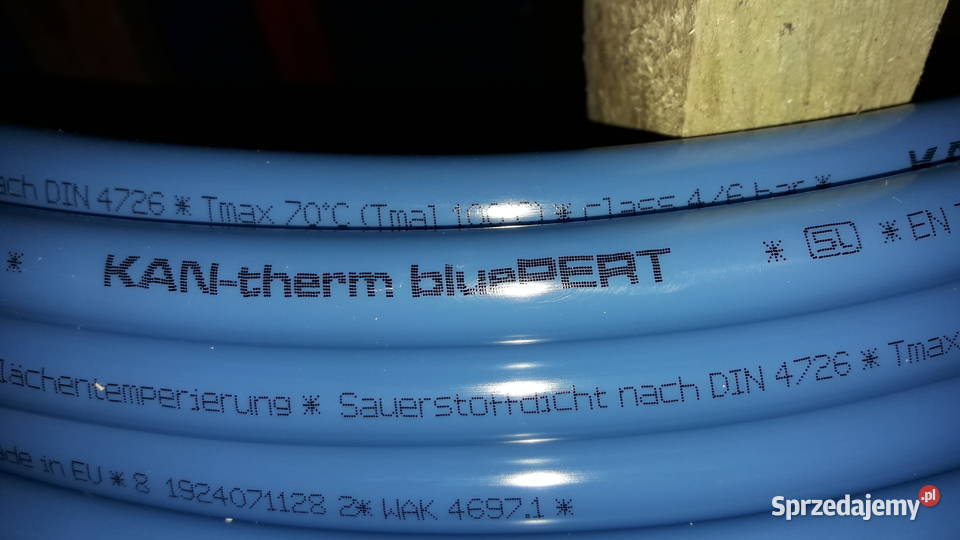 nach DIN 4726 * Tmax 70°C (Tmal 100°C) * class 4/6 bar *
* KAN-therm bluePERT * 5L * EN
lächentemperierung * Sauerstoffdicht nach DIN 4726 * Tmax
ade in EU * 8 1924071128 2* WAK 4697.1 *
Sprzedajemy.pl